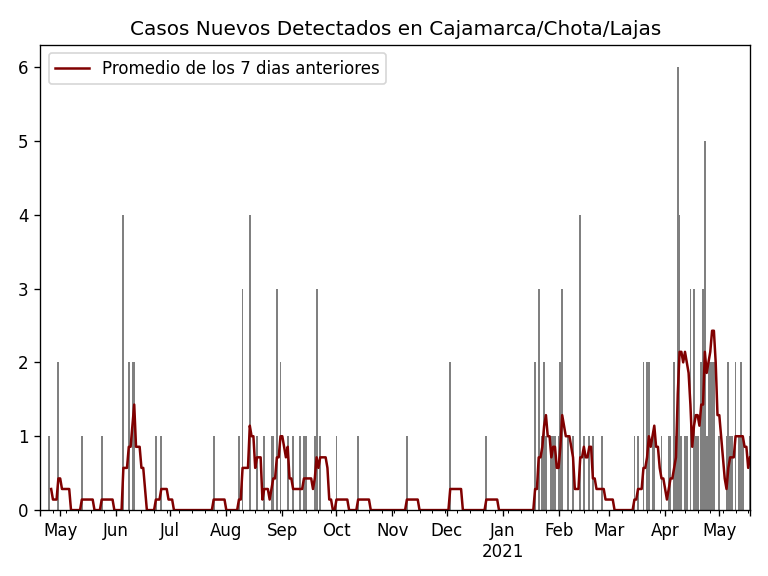 Casos Nuevos Detectados en Cajamarca/Chota/Lajas
Promedio de los 7 dias anteriores
6
5
4
3
2
1
0
May Jun Jul Aug Sep Oct Nov Dec Jan Feb Mar Apr May
2021